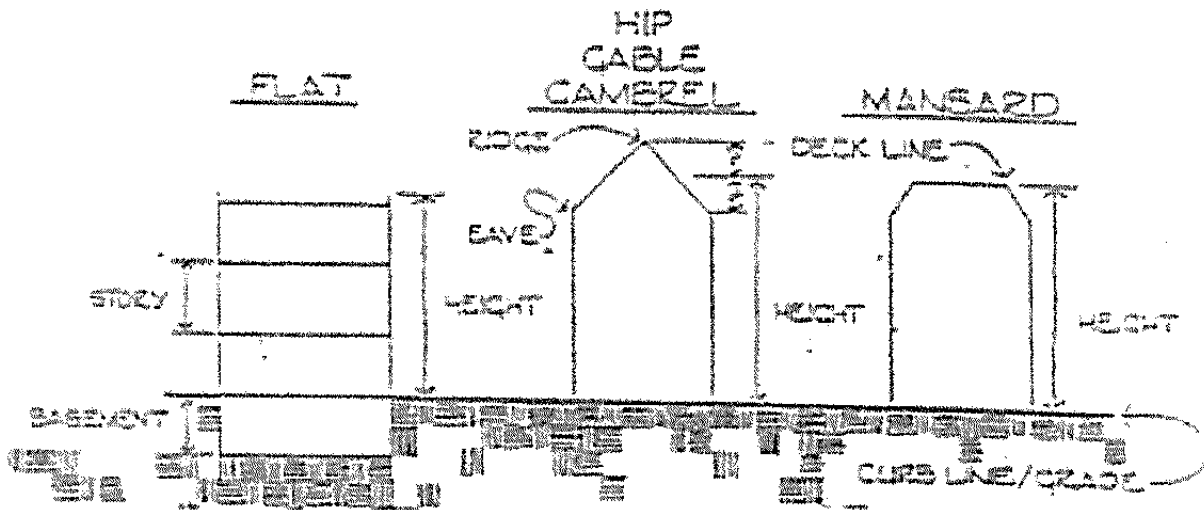 FLAT
HIP
GABLE
GAMBREL
MANSARD
RIDGE
DECK LINE
EAVE
STORY
HEIGHT
HEIGHT
HEIGHT
BASEMENT
CURB LINE/GRADE